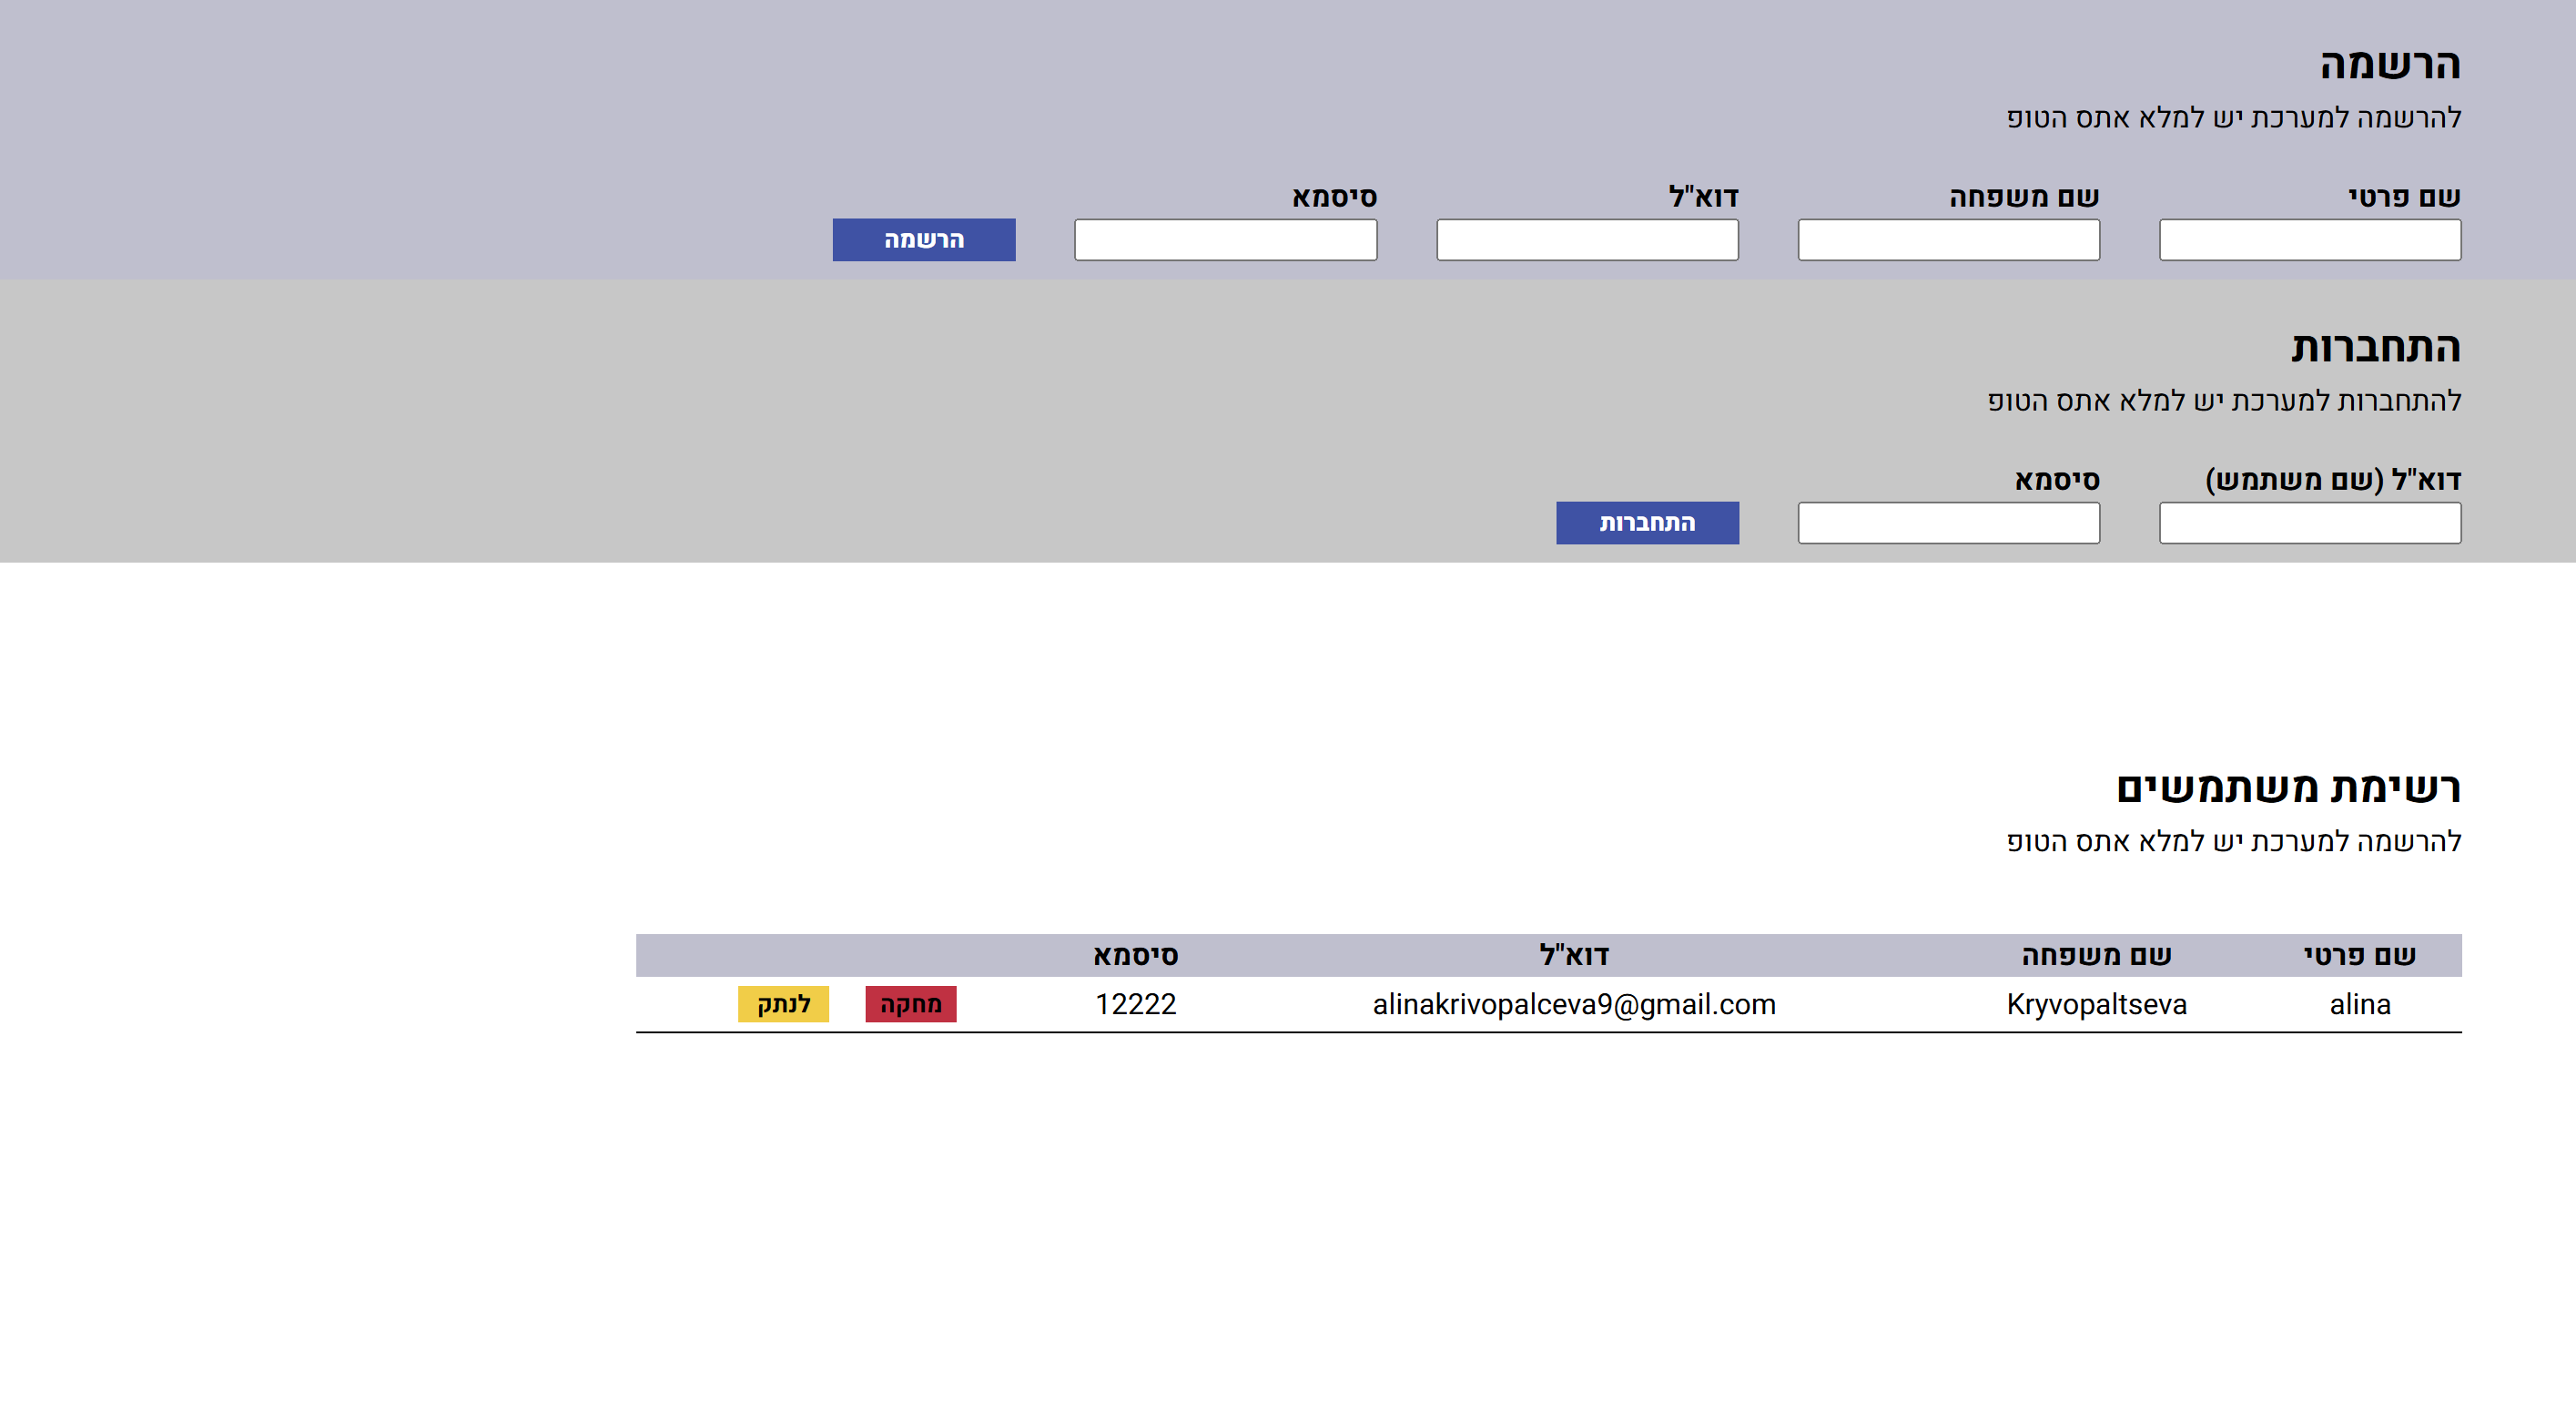 הרשמה
להרשמה למערכת יש למלא אתס הטופ
שם פרטי שם משפחה דוא"ל סיסמא
הרשמה
התחברות
להתחברות למערכת יש למלא אתס הטופ
דוא"ל (שם משתמש) סיסמא
התחברות
רשימת משתמשים
להרשמה למערכת יש למלא אתס הטופ
שם פרטי שם משפחה דוא"ל סיסמא
alina Kryvopaltseva alinakrivopalceva9@gmail.com 12222 מחקה לנתק